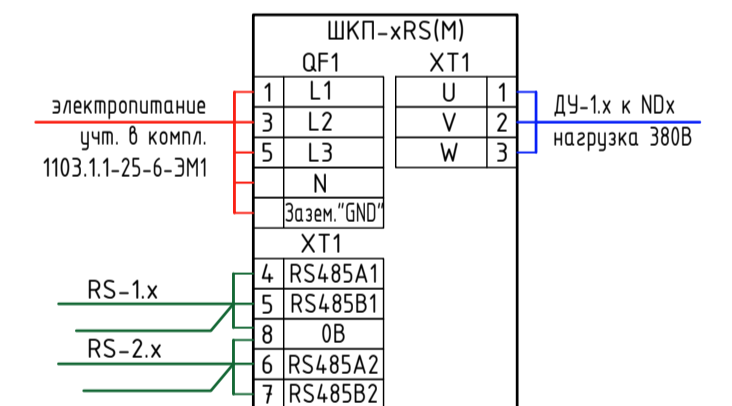 ШКП-xRS(М)
QF1
XT1
1 L1
3 L2
5 L3
N
Зазем."GND"
U 1
V 2
W 3
электропитание
учт. в компл.
1103.1.1-25-6-ЭМ1
ДУ-1.x к NDx
нагрузка 380В
XT1
4 RS485A1
5 RS485B1
8 0В
6 RS485A2
7 RS485B2
RS-1.x
RS-2.x